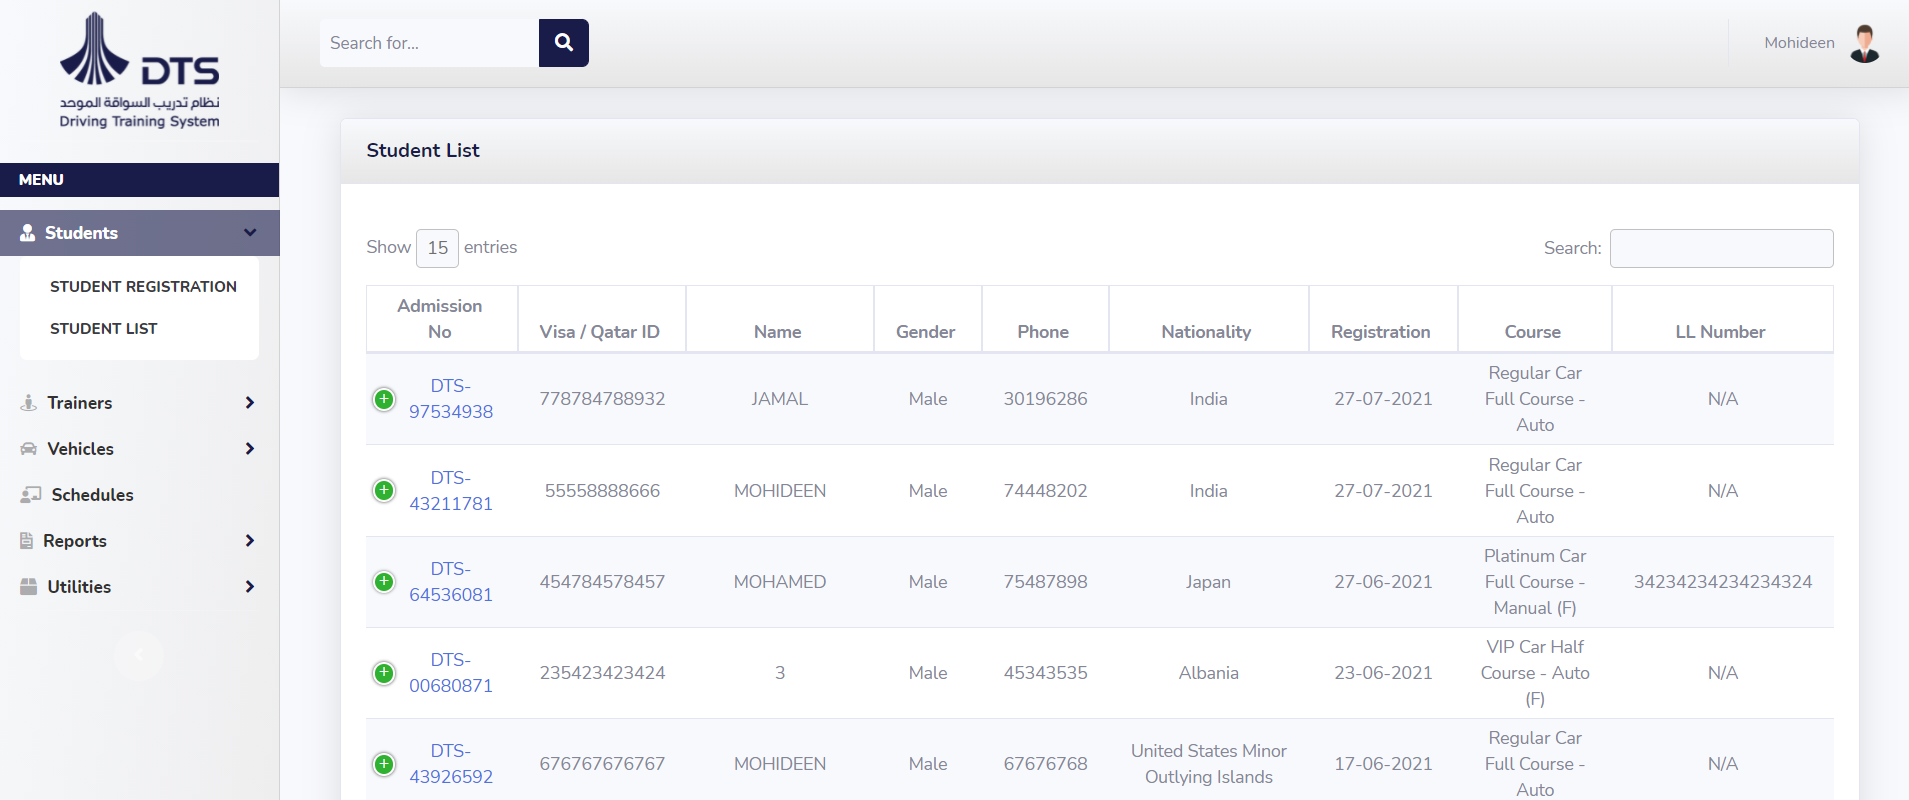 DTS
نظام تدريب السواقة الموحد
Driving Training System
MENU
Students
STUDENT REGISTRATION
STUDENT LIST
Trainers
Vehicles
Schedules
Reports
Utilities
Search for...
Mohideen
Student List
Show 15 entries
Search:
Admission No Visa / Qatar ID Name Gender Phone Nationality Registration Course LL Number
DTS-97534938 778784788932 JAMAL Male 30196286 India 27-07-2021 Regular Car Full Course - Auto N/A
DTS-43211781 55558888666 MOHIDEEN Male 74448202 India 27-07-2021 Regular Car Full Course - Auto N/A
DTS-64536081 454784578457 MOHAMED Male 75487898 Japan 27-06-2021 Platinum Car Full Course - Manual (F) 34234234234234324
DTS-00680871 235423423424 3 Male 45343535 Albania 23-06-2021 VIP Car Half Course - Auto (F) N/A
DTS-43926592 676767676767 MOHIDEEN Male 67676768 United States Minor Outlying Islands 17-06-2021 Regular Car Full Course - Auto N/A